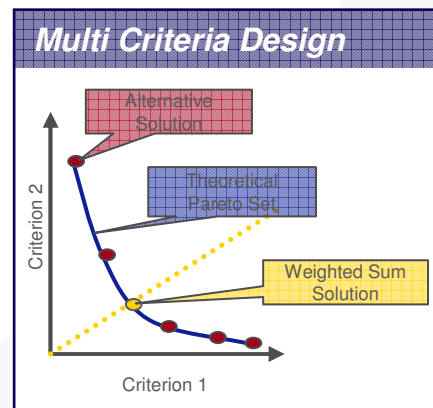 Multi Criteria Design
Alternative
Solution
Theoretical
Pareto Set
Criterion 2
Weighted Sum
Solution
Criterion 1